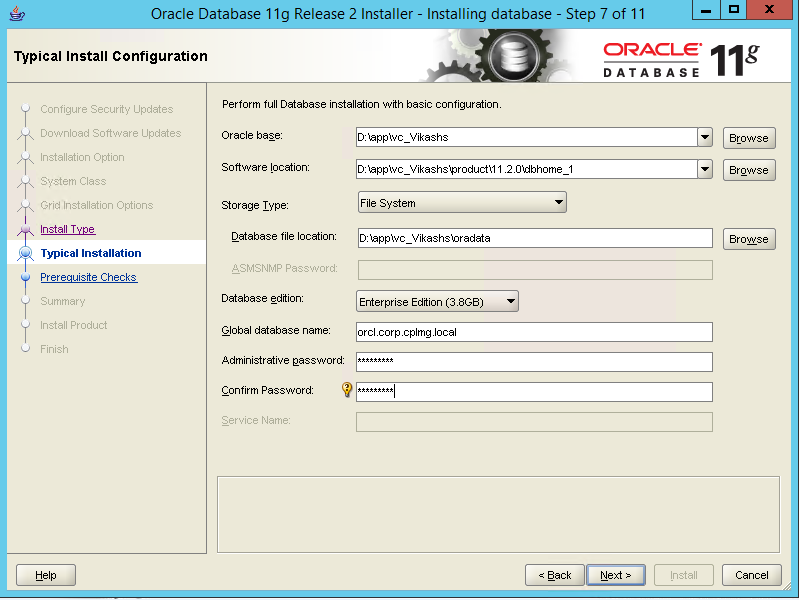 Oracle Database 11g Release 2 Installer - Installing database - Step 7 of 11
Typical Install Configuration
ORACLE
DATABASE 11g
Configure Security Updates
Download Software Updates
Installation Option
System Class
Grid Installation Options
Install Type
Typical Installation
Prerequisite Checks
Summary
Install Product
Finish
Perform full Database installation with basic configuration.
Oracle base: D:\app\vc_Vikashs Browse
Software location: D:\app\vc_Vikashs\product\11.2.0\dbhome_1 Browse
Storage Type: File System
Database file location: D:\app\vc_Vikashs\oradata Browse
ASMSNMP Password:
Database edition: Enterprise Edition (3.8GB)
Global database name: orcl.corp.cplmg.local
Administrative password: *********
Confirm Password: *********
Service Name:
Help < Back Next > Install Cancel